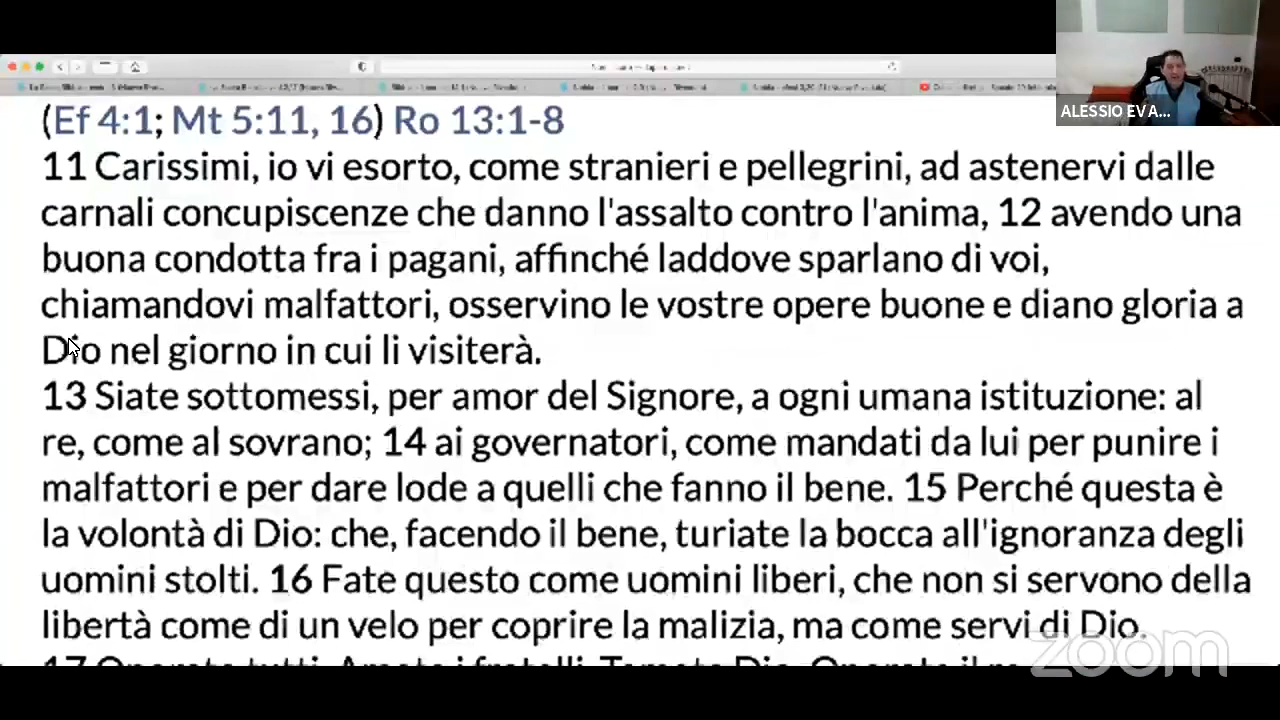 ALESSIO EVA...
(Ef 4:1; Mt 5:11, 16) Ro 13:1-8
11 Carissimi, io vi esorto, come stranieri e pellegrini, ad astenervi dalle
carnali concupiscenze che danno l'assalto contro l'anima, 12 avendo una
buona condotta fra i pagani, affinché laddove sparlano di voi,
chiamandovi malfattori, osservino le vostre opere buone e diano gloria a
Dio nel giorno in cui li visiterà.
13 Siate sottomessi, per amor del Signore, a ogni umana istituzione: al
re, come al sovrano; 14 ai governatori, come mandati da lui per punire i
malfattori e per dare lode a quelli che fanno il bene. 15 Perché questa è
la volontà di Dio: che, facendo il bene, turiate la bocca all'ignoranza degli
uomini stolti. 16 Fate questo come uomini liberi, che non si servono della
libertà come di un velo per coprire la malizia, ma come servi di Dio.
zoom